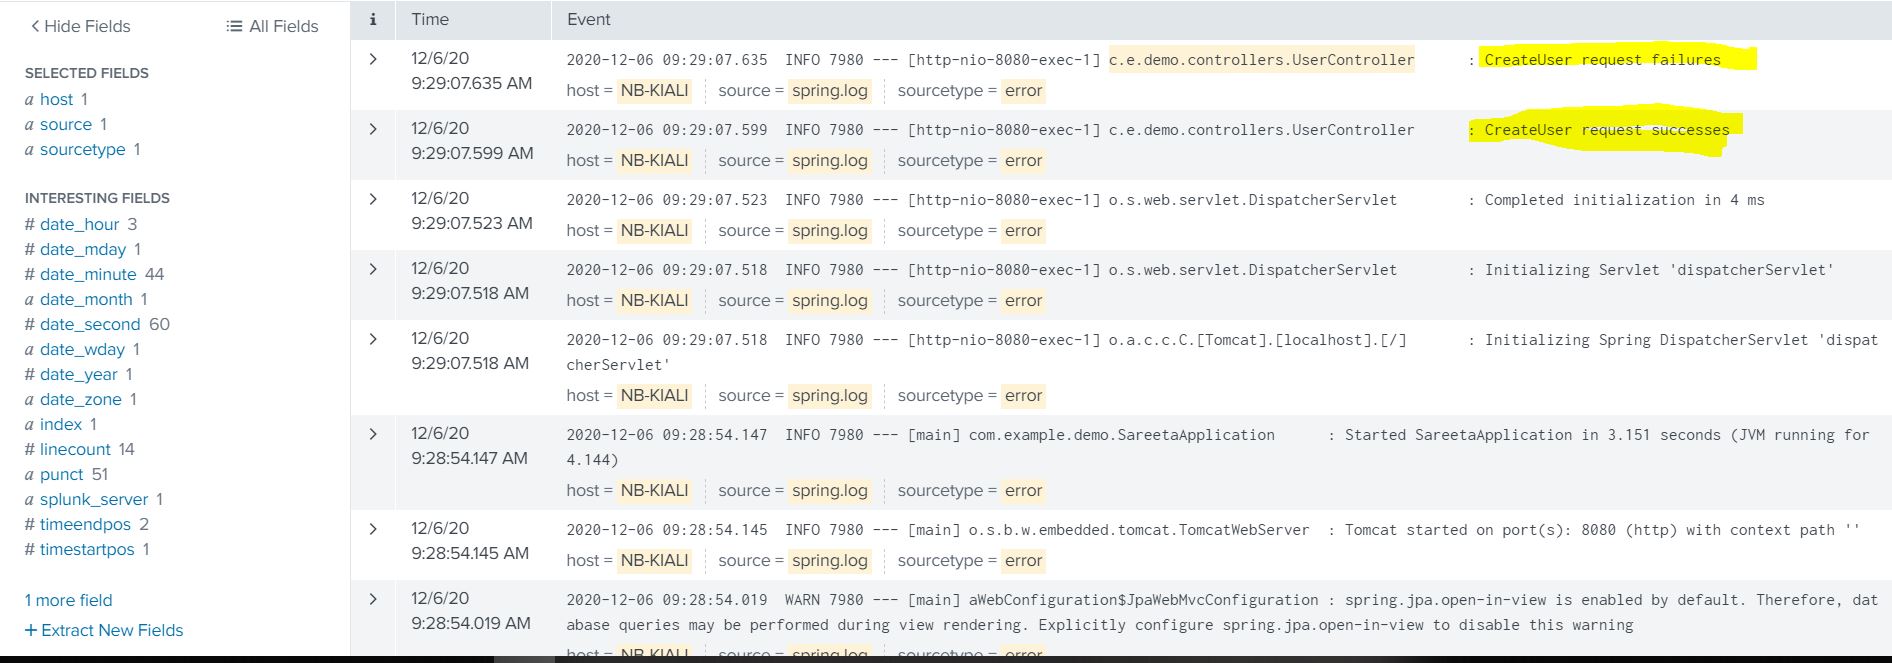 Hide Fields All Fields
SELECTED FIELDS
a host 1
a source 1
a sourcetype 1
INTERESTING FIELDS
# date_hour 3
# date_mday 1
# date_minute 44
a date_month 1
# date_second 60
a date_wday 1
# date_year 1
a date_zone 1
a index 1
# linecount 14
a punct 51
a splunk_server 1
# timeendpos 2
# timestartpos 1
1 more field
+ Extract New Fields
i Time Event
12/6/20 2020-12-06 09:29:07.635 INFO 7980 --- [http-nio-8080-exec-1] c.e.demo.controllers.UserController : CreateUser request failures
9:29:07.635 AM host = NB-KIALI source = spring.log sourcetype = error
12/6/20 2020-12-06 09:29:07.599 INFO 7980 --- [http-nio-8080-exec-1] c.e.demo.controllers.UserController : CreateUser request successes
9:29:07.599 AM host = NB-KIALI source = spring.log sourcetype = error
12/6/20 2020-12-06 09:29:07.523 INFO 7980 --- [http-nio-8080-exec-1] o.s.web.servlet.DispatcherServlet : Completed initialization in 4 ms
9:29:07.523 AM host = NB-KIALI source = spring.log sourcetype = error
12/6/20 2020-12-06 09:29:07.518 INFO 7980 --- [http-nio-8080-exec-1] o.s.web.servlet.DispatcherServlet : Initializing Servlet 'dispatcherServlet'
9:29:07.518 AM host = NB-KIALI source = spring.log sourcetype = error
12/6/20 2020-12-06 09:29:07.518 INFO 7980 --- [http-nio-8080-exec-1] o.a.c.c.C.[Tomcat].[localhost].[/] : Initializing Spring DispatcherServlet 'dispat
9:29:07.518 AM cherServlet'
host = NB-KIALI source = spring.log sourcetype = error
12/6/20 2020-12-06 09:28:54.147 INFO 7980 --- [main] com.example.demo.SareetaApplication : Started SareetaApplication in 3.151 seconds (JVM running for
9:28:54.147 AM 4.144)
host = NB-KIALI source = spring.log sourcetype = error
12/6/20 2020-12-06 09:28:54.145 INFO 7980 --- [main] o.s.b.w.embedded.tomcat.TomcatWebServer : Tomcat started on port(s): 8080 (http) with context path ''
9:28:54.145 AM host = NB-KIALI source = spring.log sourcetype = error
12/6/20 2020-12-06 09:28:54.019 WARN 7980 --- [main] aWebConfiguration$JpaWebMvcConfiguration : spring.jpa.open-in-view is enabled by default. Therefore, dat
9:28:54.019 AM abase queries may be performed during view rendering. Explicitly configure spring.jpa.open-in-view to disable this warning
host = NB-KIALI source = spring.log sourcetype = error